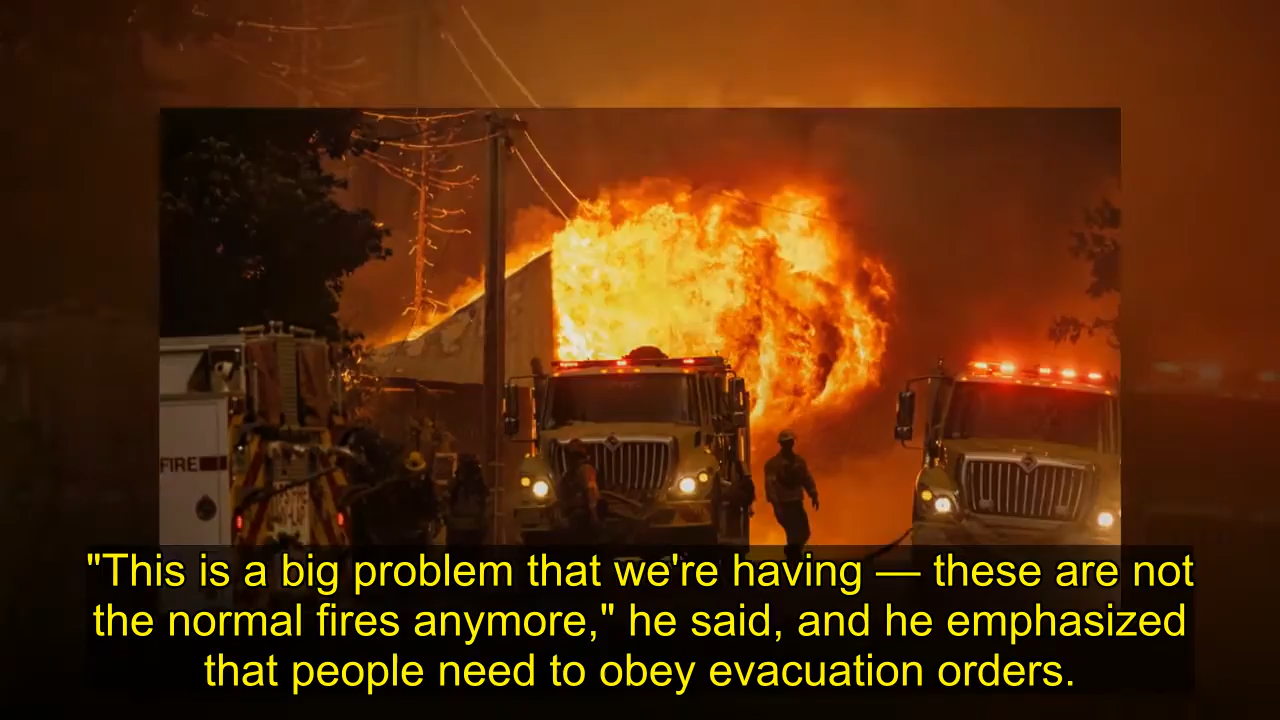 FIRE
"This is a big problem that we're having — these are not
the normal fires anymore," he said, and he emphasized
that people need to obey evacuation orders.